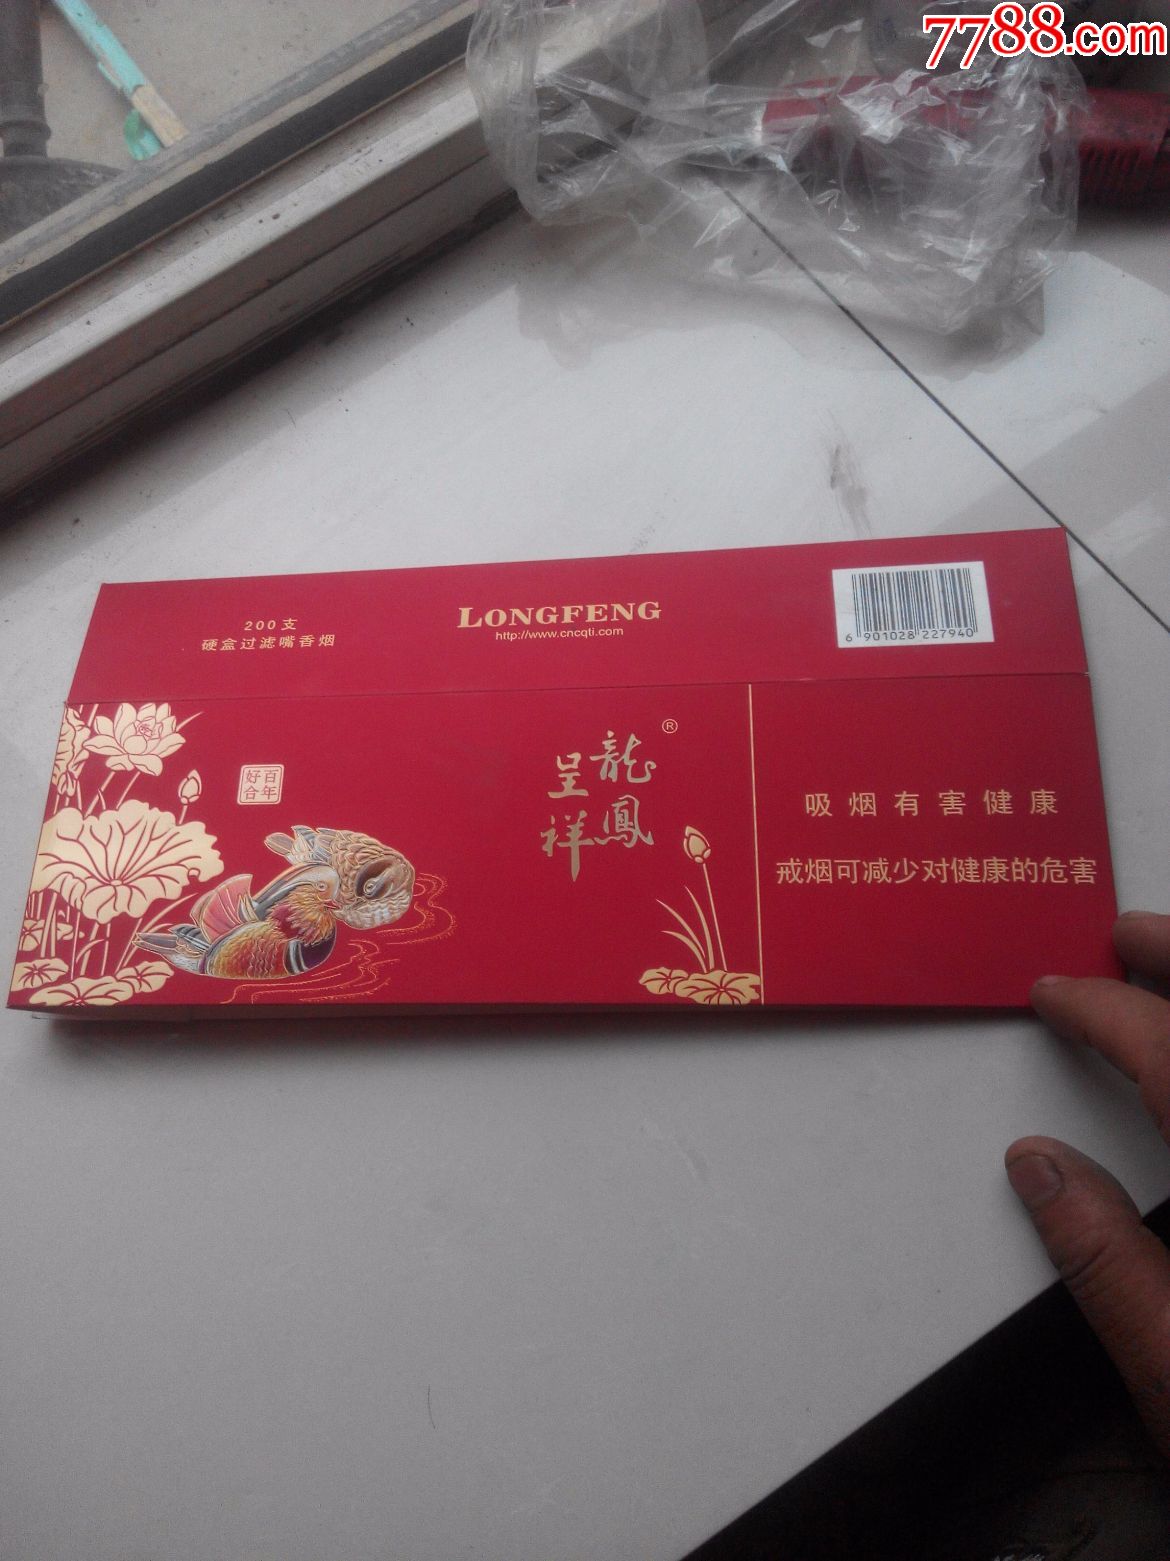 7788.com
200支
硬盒过滤嘴香烟
LONGFENG
http://www.cncqti.com
6 901028 227940
百年
好合
龍鳳
呈祥
®
吸烟有害健康
戒烟可减少对健康的危害